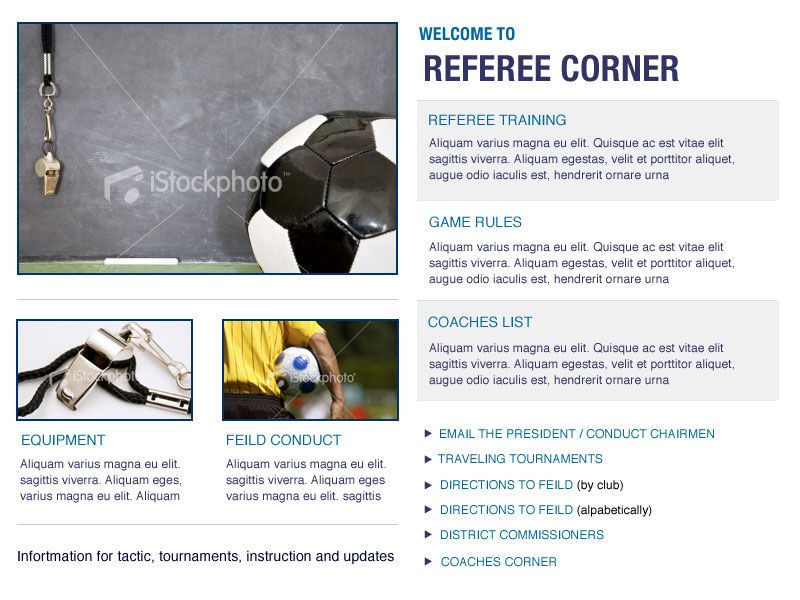 iStockphoto™
iStockphoto
iStockphoto
EQUIPMENT
Aliquam varius magna eu elit.
sagittis viverra. Aliquam eges,
varius magna eu elit. Aliquam
FEILD CONDUCT
Aliquam varius magna eu elit.
sagittis viverra. Aliquam eges
varius magna eu elit. sagittis
Infortmation for tactic, tournaments, instruction and updates
WELCOME TO
REFEREE CORNER
REFEREE TRAINING
Aliquam varius magna eu elit. Quisque ac est vitae elit
sagittis viverra. Aliquam egestas, velit et porttitor aliquet,
augue odio iaculis est, hendrerit ornare urna
GAME RULES
Aliquam varius magna eu elit. Quisque ac est vitae elit
sagittis viverra. Aliquam egestas, velit et porttitor aliquet,
augue odio iaculis est, hendrerit ornare urna
COACHES LIST
Aliquam varius magna eu elit. Quisque ac est vitae elit
sagittis viverra. Aliquam egestas, velit et porttitor aliquet,
augue odio iaculis est, hendrerit ornare urna
EMAIL THE PRESIDENT / CONDUCT CHAIRMEN
TRAVELING TOURNAMENTS
DIRECTIONS TO FEILD (by club)
DIRECTIONS TO FEILD (alpabetically)
DISTRICT COMMISSIONERS
COACHES CORNER